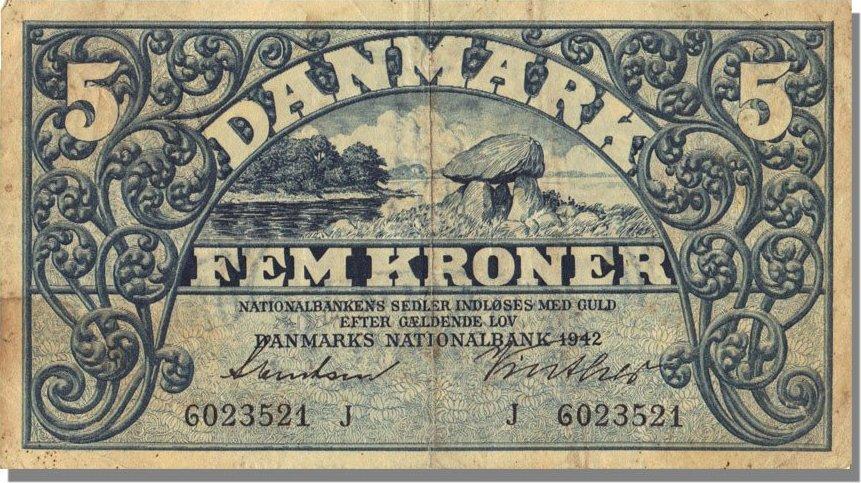 5 DANMARK 5
FEM KRONER
NATIONALBANKENS SEDLER INDLØSES MED GULD
EFTER GÆLDENDE LOV
DANMARKS NATIONALBANK 1942
6023521 J J 6023521